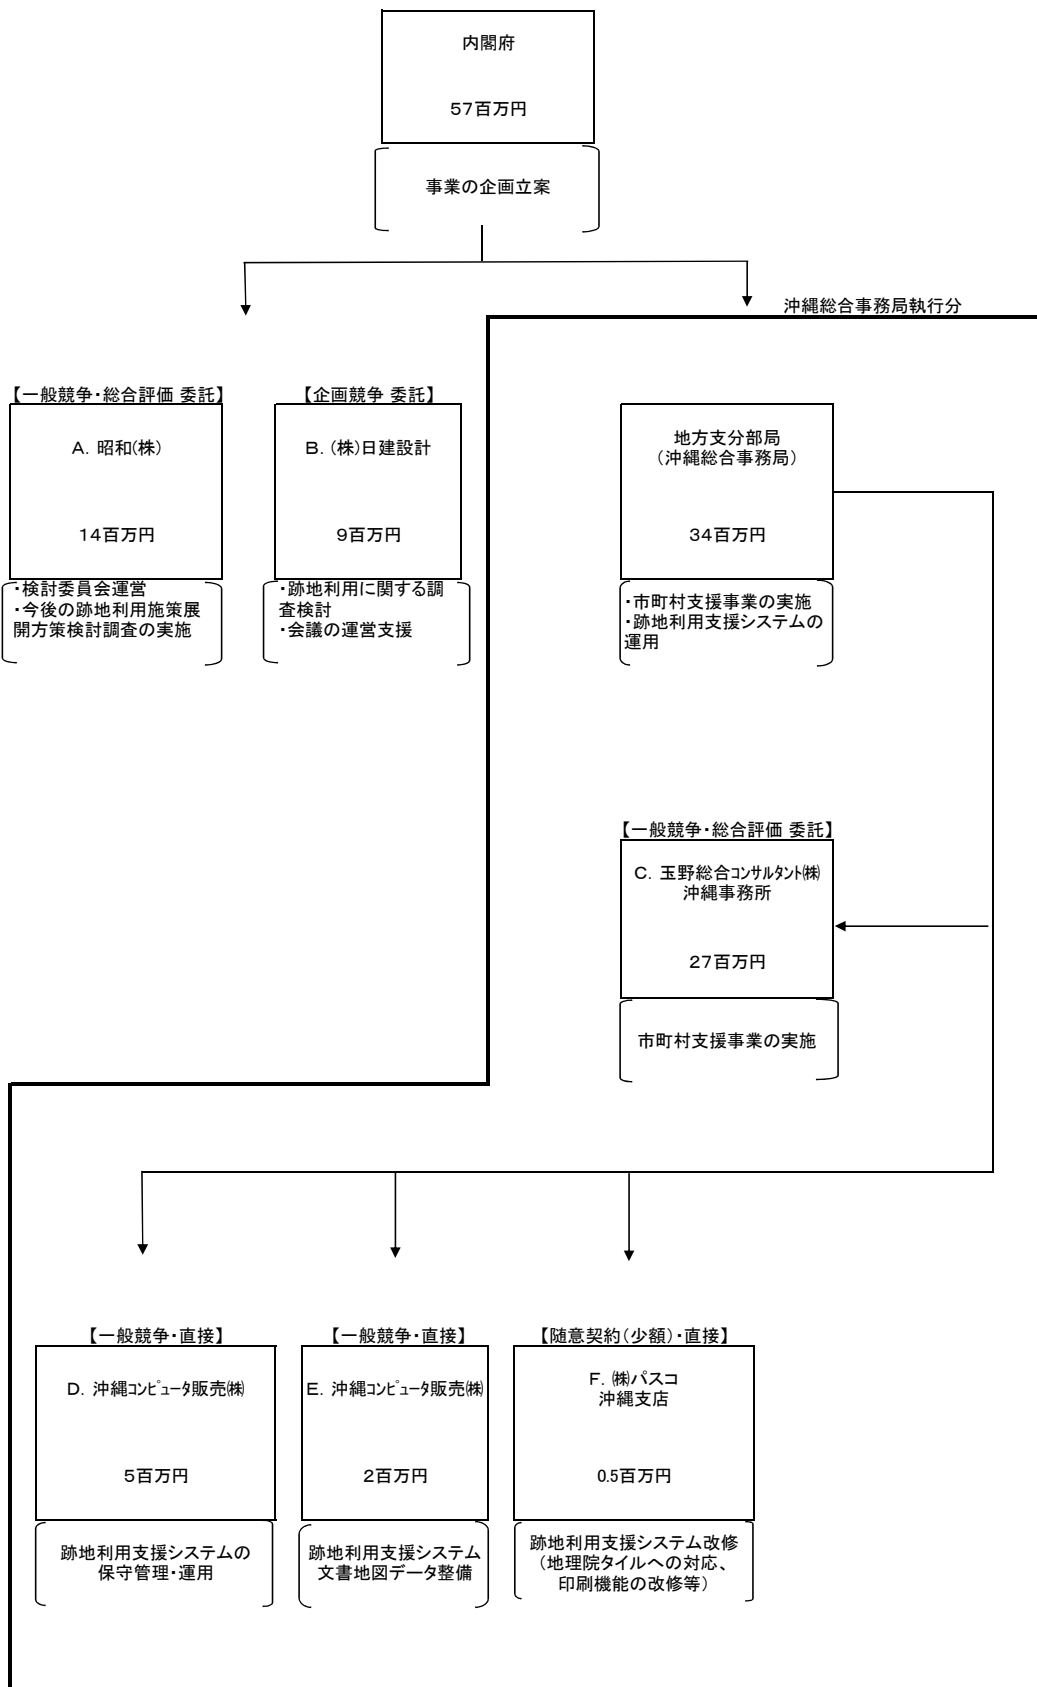 内閣府
57百万円
事業の企画立案
沖縄総合事務局執行分
【一般競争・総合評価 委託】
A. 昭和(株)
14百万円
・検討委員会運営
・今後の跡地利用施策展
開方策検討調査の実施
【企画競争 委託】
B. (株)日建設計
9百万円
・跡地利用に関する調
査検討
・会議の運営支援
地方支分部局
（沖縄総合事務局）
34百万円
・市町村支援事業の実施
・跡地利用支援システムの
運用
【一般競争・総合評価 委託】
C. 玉野総合ｺﾝｻﾙﾀﾝﾄ㈱
沖縄事務所
27百万円
市町村支援事業の実施
【一般競争・直接】
D. 沖縄ｺﾝﾋﾟｭｰﾀ販売㈱
5百万円
跡地利用支援システムの
保守管理・運用
【一般競争・直接】
E. 沖縄ｺﾝﾋﾟｭｰﾀ販売㈱
2百万円
跡地利用支援システム
文書地図データ整備
【随意契約（少額）・直接】
F. ㈱パスコ
沖縄支店
0.5百万円
跡地利用支援システム改修
（地理院タイルへの対応、
印刷機能の改修等）